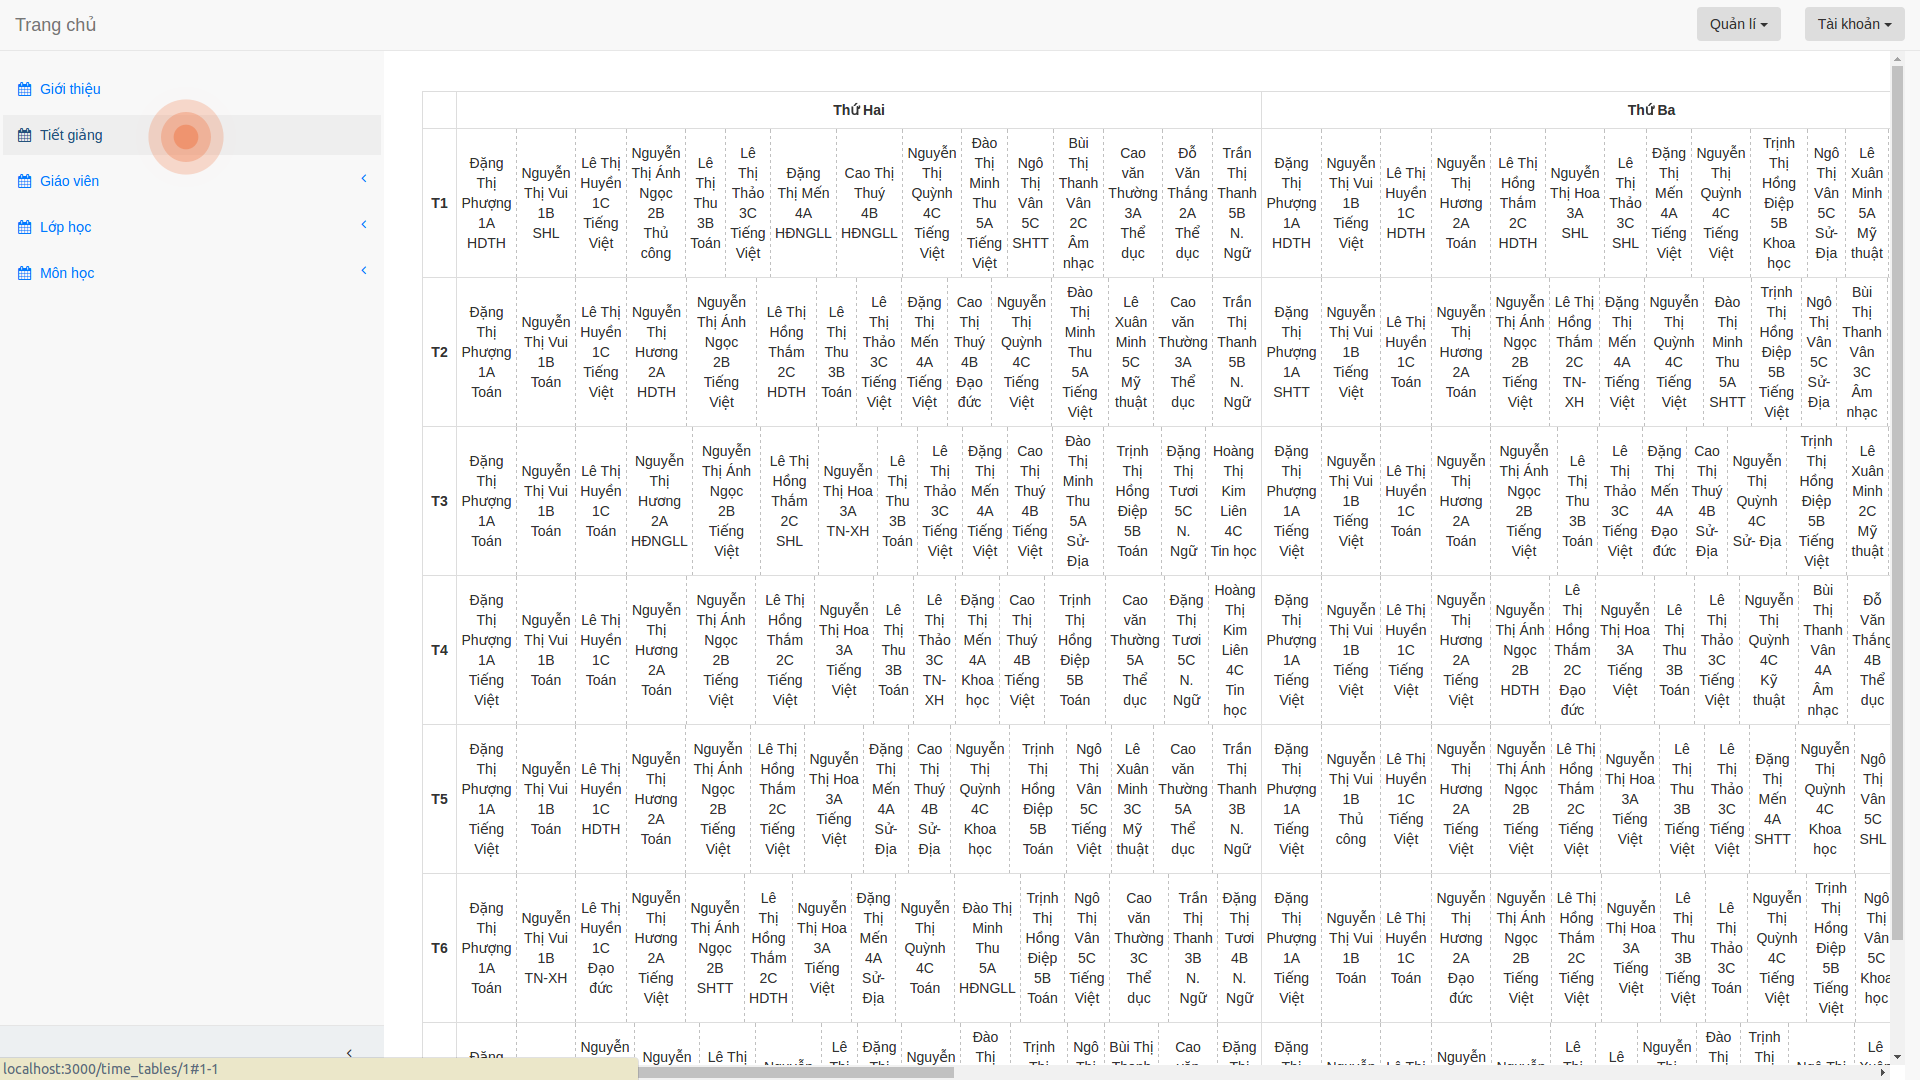 Trang chủ
Quản lí
Tài khoản
Giới thiệu
Tiết giảng
Giáo viên
Lớp học
Môn học
Thứ Hai
Thứ Ba
T1
Đặng Thị Phượng 1A HDTH
Nguyễn Thị Vui 1B SHL
Lê Thị Huyền 1C Tiếng Việt
Nguyễn Thị Ánh Ngọc 2B Thủ công
Lê Thị Thu 3B Toán
Lê Thị Thảo 3C Tiếng Việt
Đặng Thị Mến 4A HĐNGLL
Cao Thị Thuý 4B HĐNGLL
Nguyễn Thị Quỳnh 4C Tiếng Việt
Đào Thị Minh Thu 5A Tiếng Việt
Ngô Thị Vân 5C SHTT
Bùi Thị Thanh Vân 2C Âm nhạc
Cao văn Thường 3A Thể dục
Đỗ Văn Thắng 2A Thể dục
Trần Thị Thanh 5B N. Ngữ
Đặng Thị Phượng 1A HDTH
Nguyễn Thị Vui 1B Tiếng Việt
Lê Thị Huyền 1C HDTH
Nguyễn Thị Hương 2A Toán
Lê Thị Hồng Thắm 2C HDTH
Nguyễn Thị Hoa 3A SHL
Lê Thị Thảo 3C SHL
Đặng Thị Mến 4A Tiếng Việt
Nguyễn Thị Quỳnh 4C Tiếng Việt
Trịnh Thị Hồng Điệp 5B Khoa học
Ngô Thị Vân 5C Sử- Địa
Lê Xuân Minh 5A Mỹ thuật
T2
Đặng Thị Phượng 1A Toán
Nguyễn Thị Vui 1B Toán
Lê Thị Huyền 1C Tiếng Việt
Nguyễn Thị Hương 2A HDTH
Nguyễn Thị Ánh Ngọc 2B Tiếng Việt
Lê Thị Hồng Thắm 2C HDTH
Lê Thị Thu 3B Toán
Lê Thị Thảo 3C Tiếng Việt
Đặng Thị Mến 4A Tiếng Việt
Cao Thị Thuý 4B Đạo đức
Nguyễn Thị Quỳnh 4C Tiếng Việt
Đào Thị Minh Thu 5A Tiếng Việt
Lê Xuân Minh 5C Mỹ thuật
Cao văn Thường 3A Thể dục
Trần Thị Thanh 5B N. Ngữ
Đặng Thị Phượng 1A SHTT
Nguyễn Thị Vui 1B Tiếng Việt
Lê Thị Huyền 1C Toán
Nguyễn Thị Hương 2A Toán
Nguyễn Thị Ánh Ngọc 2B Tiếng Việt
Lê Thị Hồng Thắm 2C TN- XH
Đặng Thị Mến 4A Tiếng Việt
Nguyễn Thị Quỳnh 4C Tiếng Việt
Đào Thị Minh Thu 5A SHTT
Trịnh Thị Hồng Điệp 5B Tiếng Việt
Ngô Thị Vân 5C Sử- Địa
Bùi Thị Thanh Vân 3C Âm nhạc
T3
Đặng Thị Phượng 1A Toán
Nguyễn Thị Vui 1B Toán
Lê Thị Huyền 1C Toán
Nguyễn Thị Hương 2A HĐNGLL
Nguyễn Thị Ánh Ngọc 2B Tiếng Việt
Lê Thị Hồng Thắm 2C SHL
Nguyễn Thị Hoa 3A TN-XH
Lê Thị Thu 3B Toán
Lê Thị Thảo 3C Tiếng Việt
Đặng Thị Mến 4A Tiếng Việt
Cao Thị Thuý 4B Tiếng Việt
Đào Thị Minh Thu 5A Sử- Địa
Trịnh Thị Hồng Điệp 5B Toán
Đặng Thị Tươi 5C N. Ngữ
Hoàng Thị Kim Liên 4C Tin học
Đặng Thị Phượng 1A Tiếng Việt
Nguyễn Thị Vui 1B Tiếng Việt
Lê Thị Huyền 1C Toán
Nguyễn Thị Hương 2A Toán
Nguyễn Thị Ánh Ngọc 2B Tiếng Việt
Lê Thị Thu 3B Toán
Lê Thị Thảo 3C Tiếng Việt
Đặng Thị Mến 4A Đạo đức
Cao Thị Thuý 4B Sử- Địa
Nguyễn Thị Quỳnh 4C Sử- Địa
Trịnh Thị Hồng Điệp 5B Tiếng Việt
Lê Xuân Minh 2C Mỹ thuật
T4
Đặng Thị Phượng 1A Tiếng Việt
Nguyễn Thị Vui 1B Toán
Lê Thị Huyền 1C Toán
Nguyễn Thị Hương 2A Toán
Nguyễn Thị Ánh Ngọc 2B Tiếng Việt
Lê Thị Hồng Thắm 2C Tiếng Việt
Nguyễn Thị Hoa 3A Tiếng Việt
Lê Thị Thu 3B Toán
Lê Thị Thảo 3C TN- XH
Đặng Thị Mến 4A Khoa học
Cao Thị Thuý 4B Tiếng Việt
Trịnh Thị Hồng Điệp 5B Toán
Cao văn Thường 5A Thể dục
Đặng Thị Tươi 5C N. Ngữ
Hoàng Thị Kim Liên 4C Tin học
Đặng Thị Phượng 1A Tiếng Việt
Nguyễn Thị Vui 1B Tiếng Việt
Lê Thị Huyền 1C Tiếng Việt
Nguyễn Thị Hương 2A Tiếng Việt
Nguyễn Thị Ánh Ngọc 2B HDTH
Lê Thị Hồng Thắm 2C Đạo đức
Nguyễn Thị Hoa 3A Tiếng Việt
Lê Thị Thu 3B Toán
Lê Thị Thảo 3C Tiếng Việt
Nguyễn Thị Quỳnh 4C Kỹ thuật
Bùi Thị Thanh Vân 4A Âm nhạc
Đỗ Văn Thắng 4B Thể dục
T5
Đặng Thị Phượng 1A Tiếng Việt
Nguyễn Thị Vui 1B Toán
Lê Thị Huyền 1C HDTH
Nguyễn Thị Hương 2A Toán
Nguyễn Thị Ánh Ngọc 2B Tiếng Việt
Lê Thị Hồng Thắm 2C Tiếng Việt
Nguyễn Thị Hoa 3A Tiếng Việt
Đặng Thị Mến 4A Sử- Địa
Cao Thị Thuý 4B Sử- Địa
Nguyễn Thị Quỳnh 4C Khoa học
Trịnh Thị Hồng Điệp 5B Toán
Ngô Thị Vân 5C Tiếng Việt
Lê Xuân Minh 3C Mỹ thuật
Cao văn Thường 5A Thể dục
Trần Thị Thanh 3B N. Ngữ
Đặng Thị Phượng 1A Tiếng Việt
Nguyễn Thị Vui 1B Thủ công
Lê Thị Huyền 1C Tiếng Việt
Nguyễn Thị Hương 2A Tiếng Việt
Nguyễn Thị Ánh Ngọc 2B Tiếng Việt
Lê Thị Hồng Thắm 2C Tiếng Việt
Nguyễn Thị Hoa 3A Tiếng Việt
Lê Thị Thu 3B Tiếng Việt
Lê Thị Thảo 3C Tiếng Việt
Đặng Thị Mến 4A SHTT
Nguyễn Thị Quỳnh 4C Khoa học
Ngô Thị Vân 5C SHL
T6
Đặng Thị Phượng 1A Toán
Nguyễn Thị Vui 1B TN-XH
Lê Thị Huyền 1C Đạo đức
Nguyễn Thị Hương 2A Tiếng Việt
Nguyễn Thị Ánh Ngọc 2B SHTT
Lê Thị Hồng Thắm 2C HDTH
Nguyễn Thị Hoa 3A Tiếng Việt
Đặng Thị Mến 4A Sử- Địa
Nguyễn Thị Quỳnh 4C Toán
Đào Thị Minh Thu 5A HĐNGLL
Trịnh Thị Hồng Điệp 5B Toán
Ngô Thị Vân 5C Tiếng Việt
Cao văn Thường 3C Thể dục
Trần Thị Thanh 3B N. Ngữ
Đặng Thị Tươi 4B N. Ngữ
Đặng Thị Phượng 1A Tiếng Việt
Nguyễn Thị Vui 1B Toán
Lê Thị Huyền 1C Toán
Nguyễn Thị Hương 2A Đạo đức
Nguyễn Thị Ánh Ngọc 2B Tiếng Việt
Lê Thị Hồng Thắm 2C Tiếng Việt
Nguyễn Thị Hoa 3A Tiếng Việt
Lê Thị Thu 3B Tiếng Việt
Lê Thị Thảo 3C Toán
Nguyễn Thị Quỳnh 4C Tiếng Việt
Trịnh Thị Hồng Điệp 5B Tiếng Việt
Ngô Thị Vân 5C Khoa học
Đặng
Nguyễn
Nguyễn
Lê Thị
Lê Thị
Đặng Thị
Nguyễn
Đào Thị
Trịnh
Ngô
Bùi Thị
Cao
Đặng
Đặng
Nguyễn
Lê Thị
Lê
Nguyễn
Đào Thị
Trịnh Thị
Lê
localhost:3000/time_tables/1#1-1